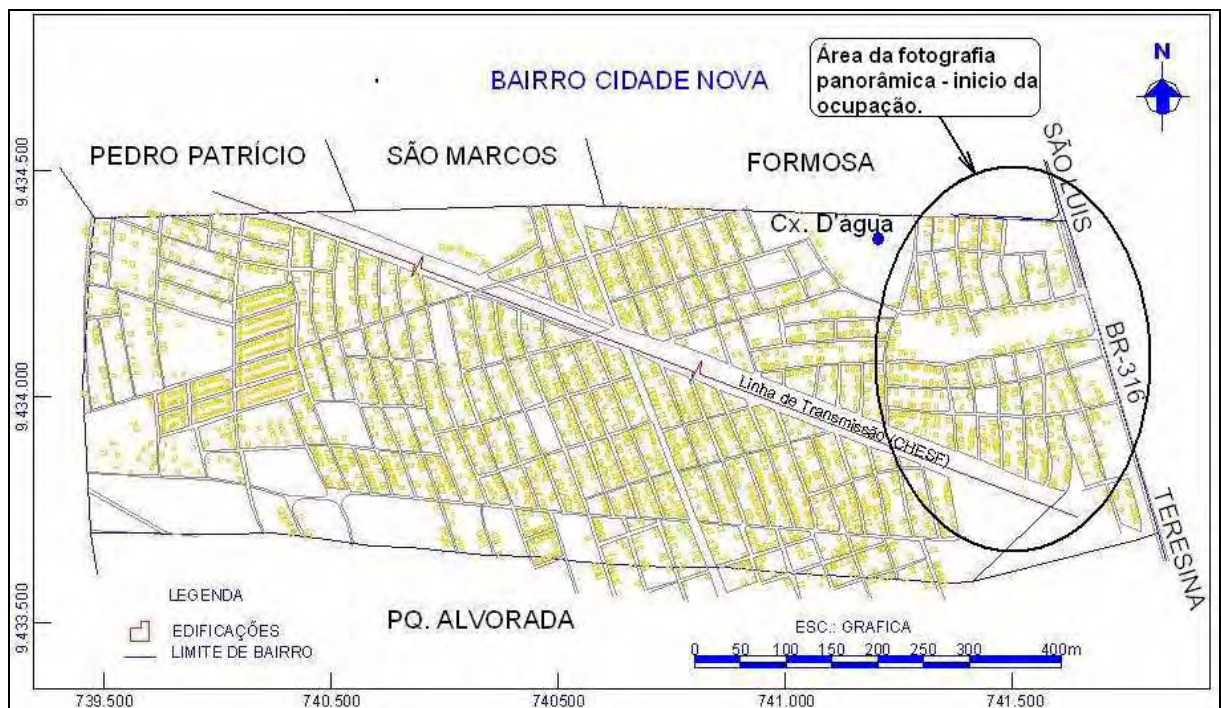 BAIRRO CIDADE NOVA
Área da fotografia
panorâmica - inicio da
ocupação.
N
PEDRO PATRÍCIO
SÃO MARCOS
FORMOSA
SÃO LUIS
Cx. D'água
BR-316
Linha de Transmissão (CHESF)
TERESINA
9.434.500
9.434.000
9.433.500
LEGENDA
EDIFICAÇÕES
LIMITE DE BAIRRO
PQ. ALVORADA
ESC.: GRAFICA
0 50 100 150 200 250 300 400m
739.500 740.500 740500 741.000 741.500